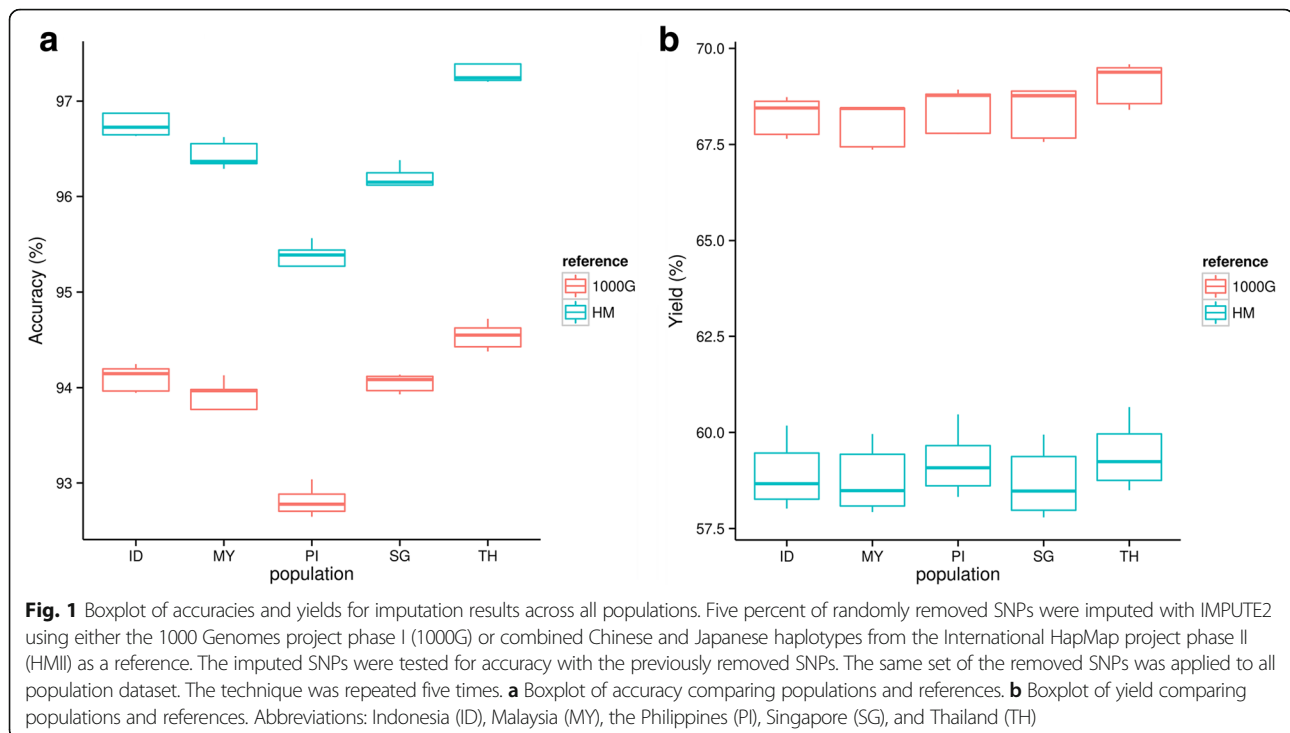 a
97
96
95
94
93
Accuracy (%)
ID MY PI SG TH
population
reference
1000G
HM
b
70.0
67.5
65.0
62.5
60.0
57.5
Yield (%)
ID MY PI SG TH
population
reference
1000G
HM
Fig. 1 Boxplot of accuracies and yields for imputation results across all populations. Five percent of randomly removed SNPs were imputed with IMPUTE2
using either the 1000 Genomes project phase I (1000G) or combined Chinese and Japanese haplotypes from the International HapMap project phase II
(HMII) as a reference. The imputed SNPs were tested for accuracy with the previously removed SNPs. The same set of the removed SNPs was applied to all
population dataset. The technique was repeated five times. a Boxplot of accuracy comparing populations and references. b Boxplot of yield comparing
populations and references. Abbreviations: Indonesia (ID), Malaysia (MY), the Philippines (PI), Singapore (SG), and Thailand (TH)